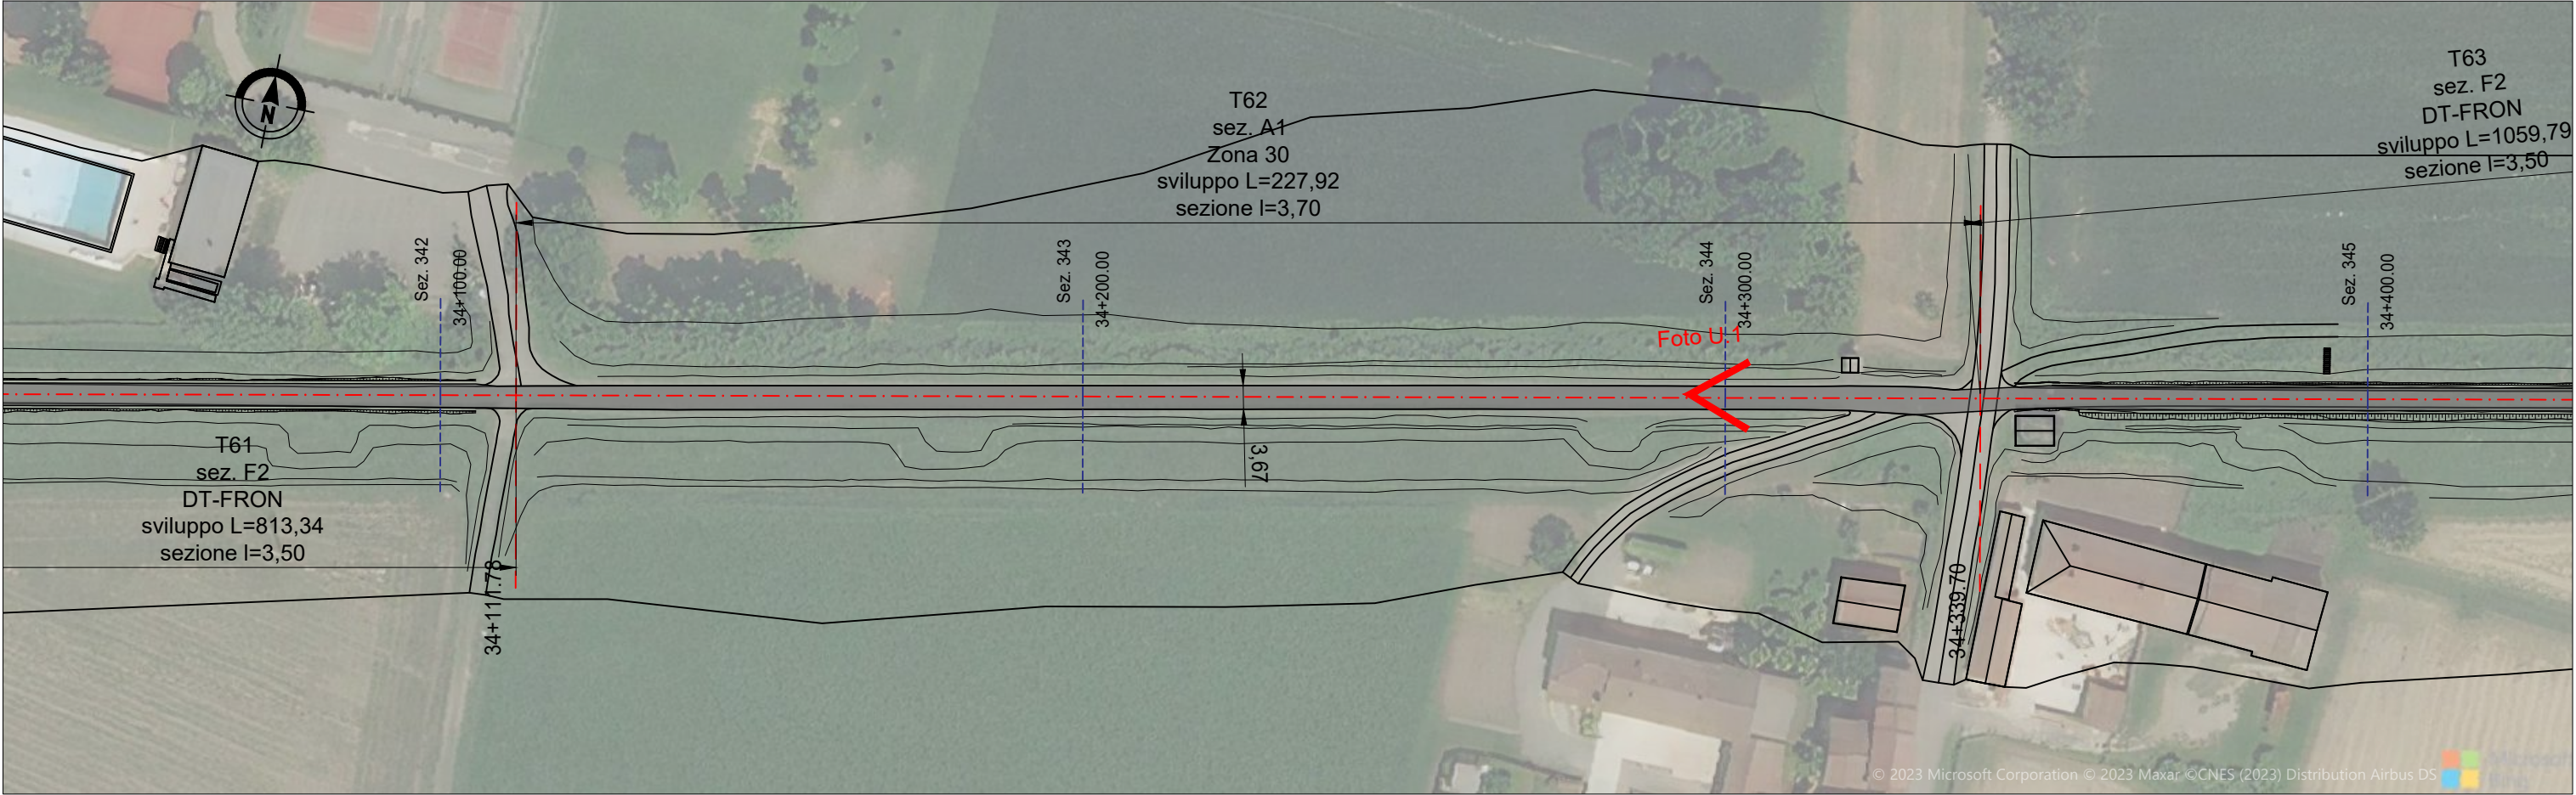 T63
sez. F2
DT-FRON
sviluppo L=1059,79
sezione l=3,50
T62
sez. A1
Zona 30
sviluppo L=227,92
sezione l=3,70
N
Sez. 342
34+100.00
Sez. 343
34+200.00
Sez. 344
34+300.00
Sez. 345
34+400.00
Foto U.1
3,67
T61
sez. F2
DT-FRON
sviluppo L=813,34
sezione l=3,50
34+111.78
34+339.70
© 2023 Microsoft Corporation © 2023 Maxar ©CNES (2023) Distribution Airbus DS